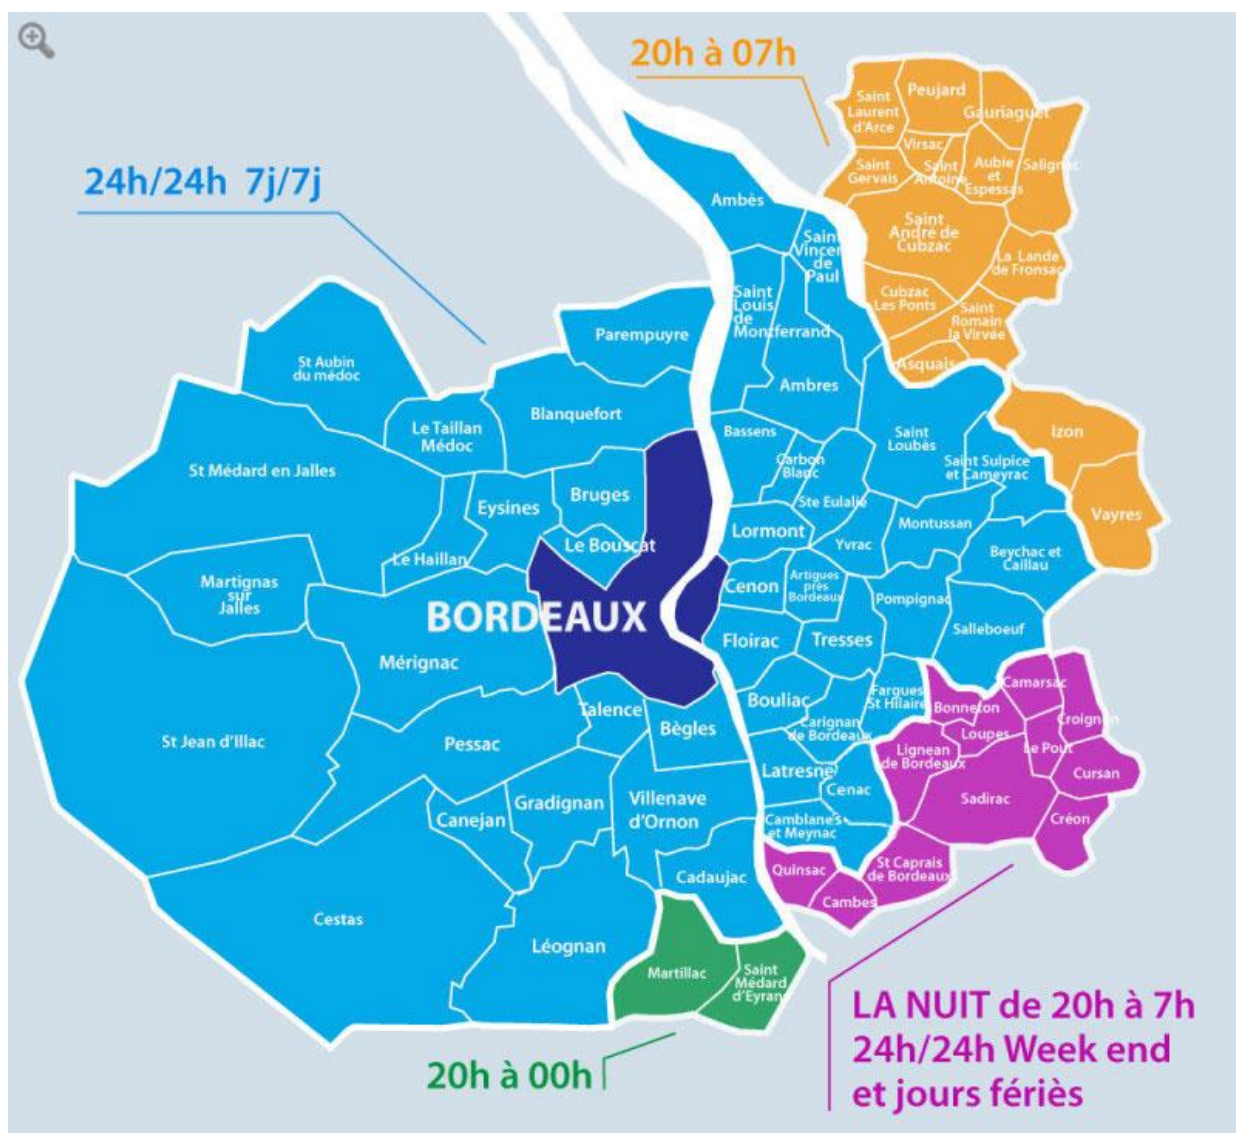 20h à 07h
24h/24h 7j/7j
Saint
Laurent
d'Arce
Peujard
Gauriaguet
Virsac
Saint
Gervais
Saint
Antoine
Aubie
et
Espessas
Salignac
Saint
André de
Cubzac
La Lande
de Fronsac
Cubzac
Les Ponts
Saint
Romain
la Virvée
Asquais
Izon
Vayres
Ambès
Saint
Vincen
de
Paul
Saint
Louis
de
Montferrand
Ambres
Parempuyre
St Aubin
du médoc
Le Taillan
Médoc
Blanquefort
St Médard en Jalles
Eysines
Bruges
Le Bouscat
Le Haillan
Martignas
sur
Jalles
BORDEAUX
Mérignac
Bassens
Carbon
Blanc
Saint
Loubès
Saint Sulpice
et Cameyrac
Ste Eulalie
Lormont
Yvrac
Montussan
Beychac et
Caillau
Cenon
Artigues
près
Bordeaux
Pompignac
Salleboeuf
Floirac
Tresses
Bouliac
Fargues
St Hilaire
Carignan
de Bordeaux
St Jean d'Illac
Pessac
Talence
Bègles
Latresne
Cenac
Gradignan
Canejan
Villenave
d'Ornon
Camblanes
et Meynac
Cadaujac
Cestas
Léognan
Bonneton
Camarsac
Croignon
Loupes
Le Pout
Lignean
de Bordeaux
Cursan
Sadirac
Créon
St Caprais
de Bordeaux
Quinsac
Cambes
Martillac
Saint
Médard
d'Eyran
20h à 00h
LA NUIT de 20h à 7h
24h/24h Week end
et jours fériès